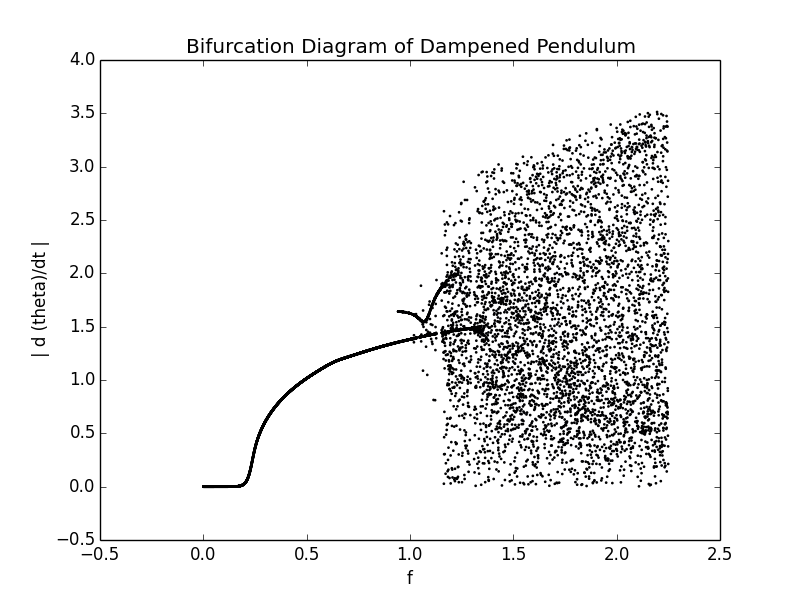 Bifurcation Diagram of Dampened Pendulum
4.0
3.5
3.0
2.5
2.0
1.5
1.0
0.5
0.0
−0.5
| d (theta)/dt |
−0.5 0.0 0.5 1.0 1.5 2.0 2.5
f